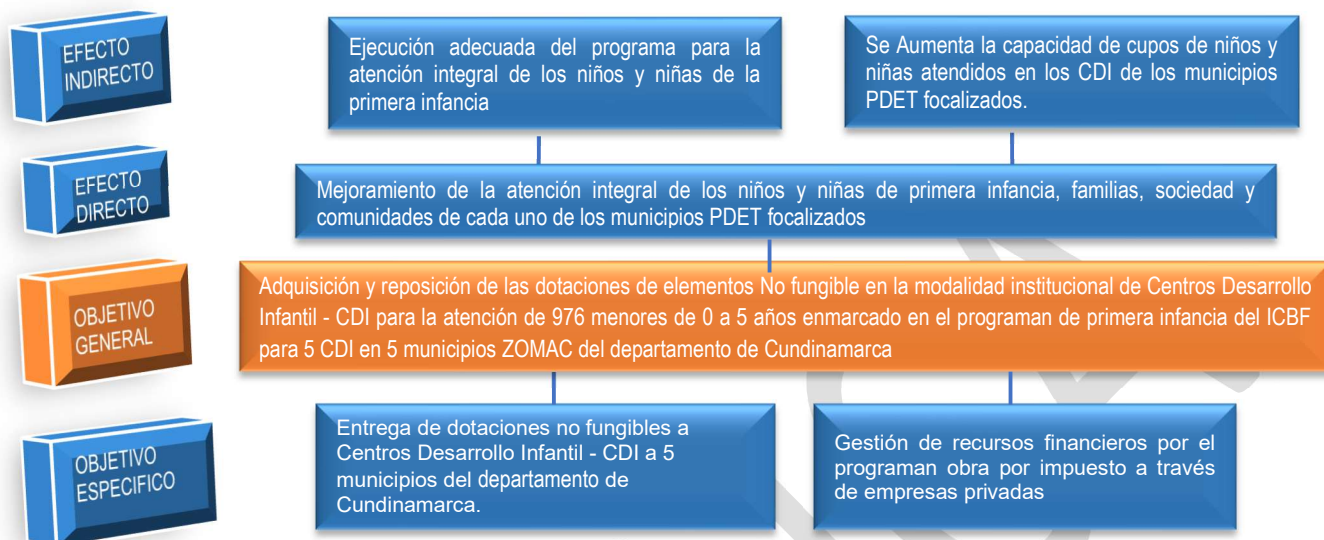 EFECTO
INDIRECTO
Ejecución adecuada del programa para la
atención integral de los niños y niñas de la
primera infancia
Se Aumenta la capacidad de cupos de niños y
niñas atendidos en los CDI de los municipios
PDET focalizados.
EFECTO
DIRECTO
Mejoramiento de la atención integral de los niños y niñas de primera infancia, familias, sociedad y
comunidades de cada uno de los municipios PDET focalizados
OBJETIVO
GENERAL
Adquisición y reposición de las dotaciones de elementos No fungible en la modalidad institucional de Centros Desarrollo
Infantil - CDI para la atención de 976 menores de 0 a 5 años enmarcado en el programan de primera infancia del ICBF
para 5 CDI en 5 municipios ZOMAC del departamento de Cundinamarca
OBJETIVO
ESPECIFICO
Entrega de dotaciones no fungibles a
Centros Desarrollo Infantil - CDI a 5
municipios del departamento de
Cundinamarca.
Gestión de recursos financieros por el
programan obra por impuesto a través
de empresas privadas